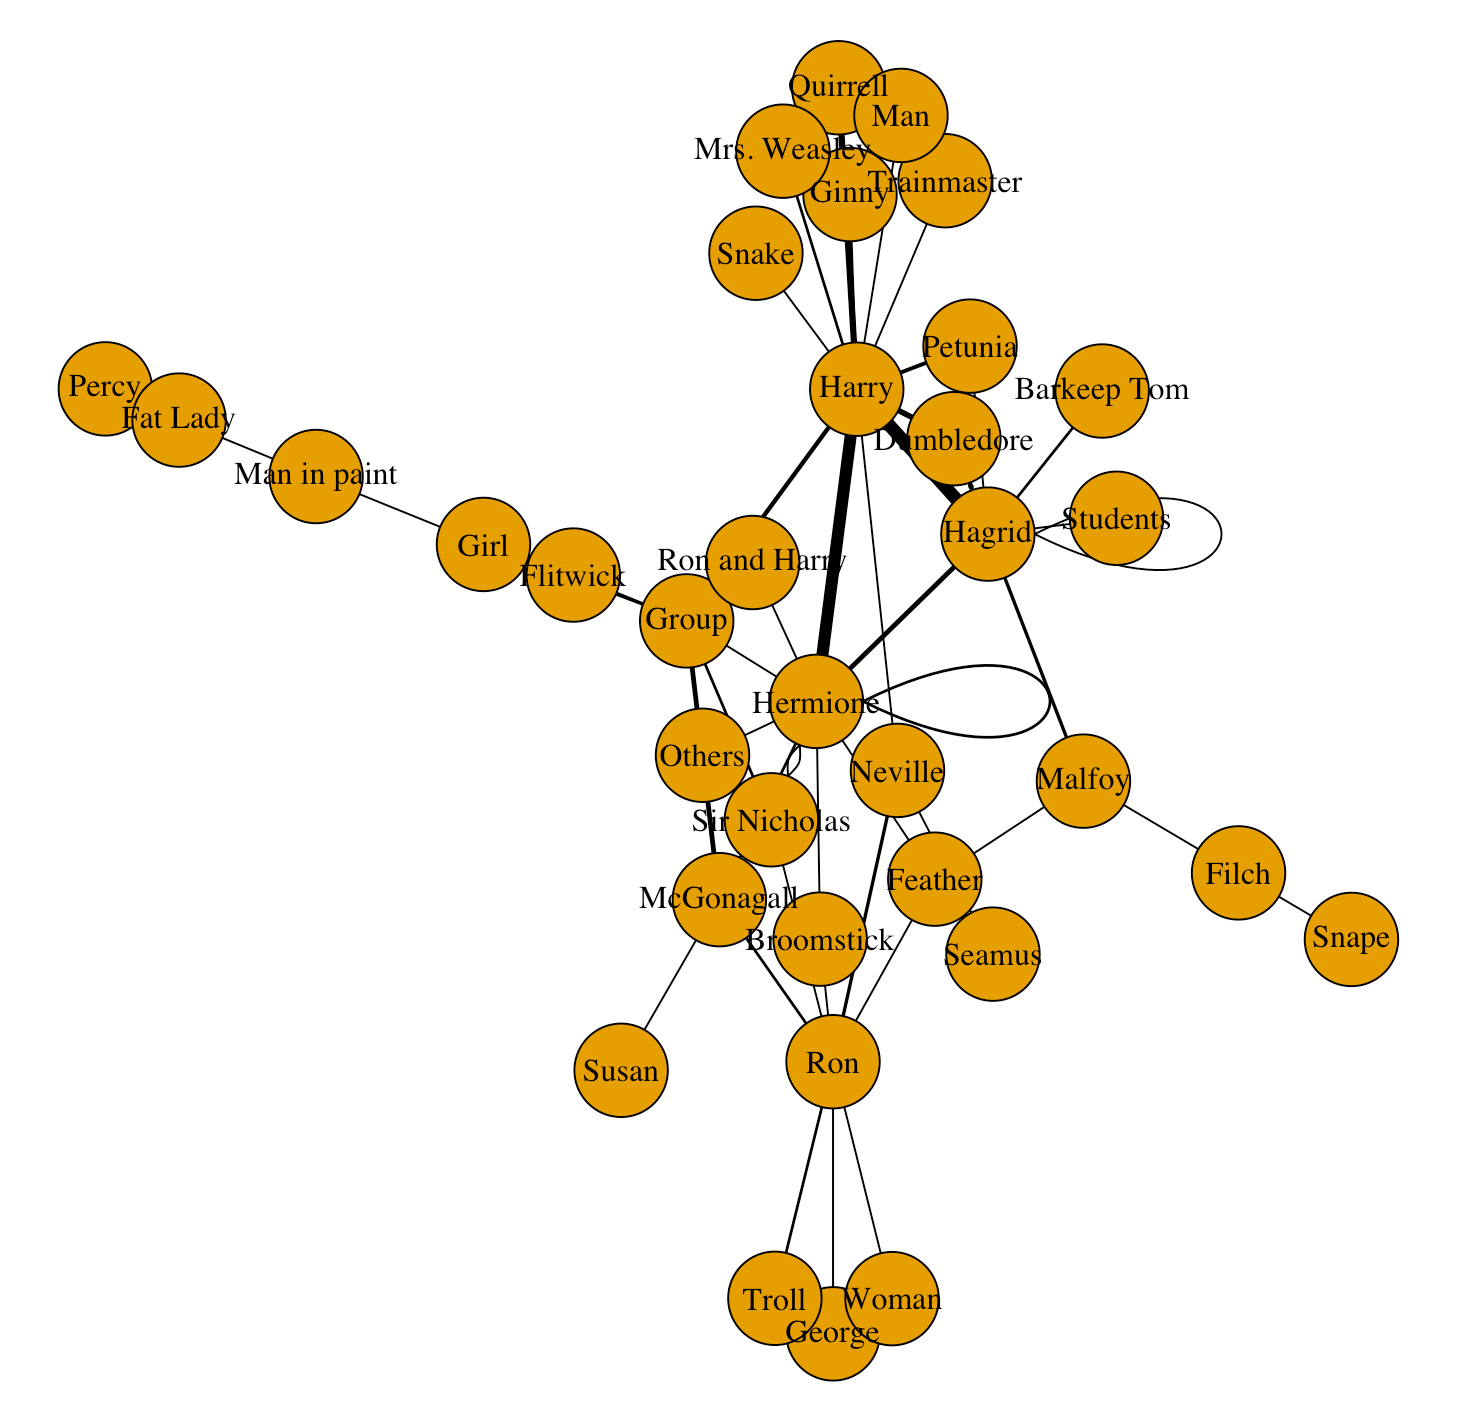 Quirrell
Man
Mrs. Weasley
Trainmaster
Ginny
Snake
Petunia
Percy
Harry
Barkeep Tom
Fat Lady
Dumbledore
Man in paint
Students
Hagrid
Girl
Ron and Harry
Flitwick
Group
Hermione
Others
Neville
Malfoy
Sir Nicholas
Filch
Feather
McGonagall
Snape
Broomstick
Seamus
Ron
Susan
Troll
Woman
George